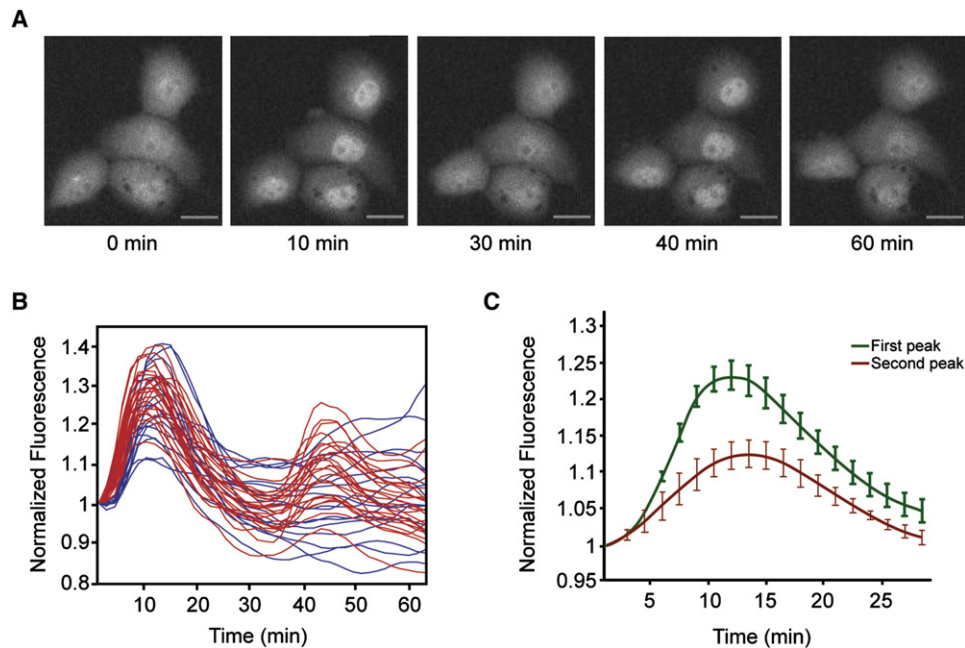 A
0 min 10 min 30 min 40 min 60 min
B
Normalized Fluorescence
1.4
1.3
1.2
1.1
1
0.9
0.8
10 20 30 40 50 60
Time (min)
C
Normalized Fluorescence
1.3
1.25
1.2
1.15
1.1
1.05
1
0.95
First peak
Second peak
5 10 15 20 25
Time (min)